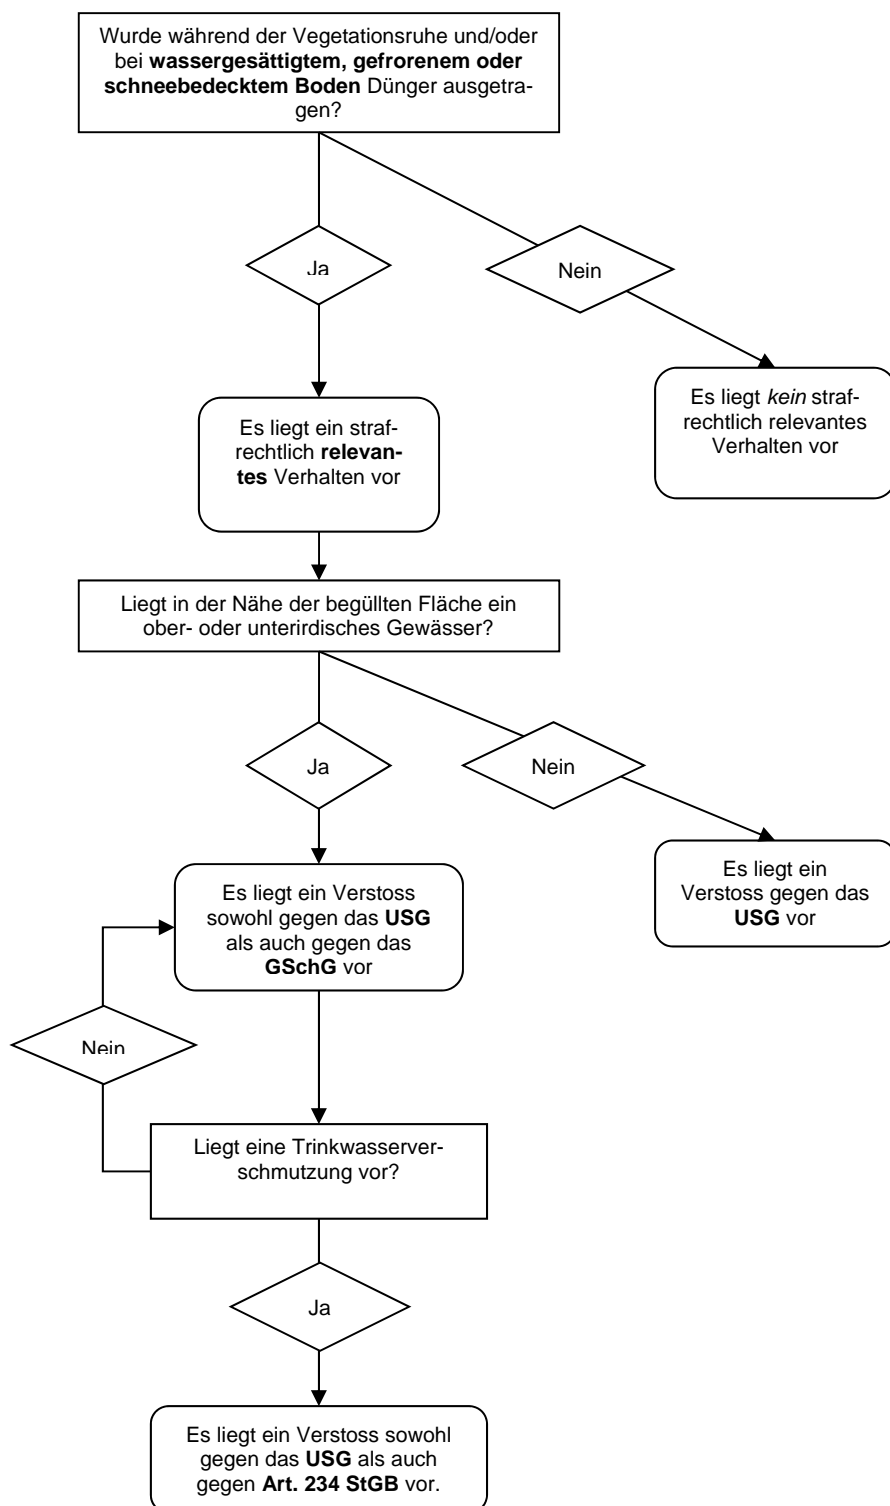 Wurde während der Vegetationsruhe und/oder
bei wassergesättigtem, gefrorenem oder
schneebedecktem Boden Dünger ausgetra-
gen?
Ja
Nein
Es liegt ein straf-
rechtlich relevan-
tes Verhalten vor
Es liegt kein straf-
rechtlich relevantes
Verhalten vor
Liegt in der Nähe der begüllten Fläche ein
ober- oder unterirdisches Gewässer?
Ja
Nein
Es liegt ein Verstoss
sowohl gegen das USG
als auch gegen das
GSchG vor
Es liegt ein
Verstoss gegen das
USG vor
Nein
Liegt eine Trinkwasserver-
schmutzung vor?
Ja
Es liegt ein Verstoss sowohl
gegen das USG als auch
gegen Art. 234 StGB vor.